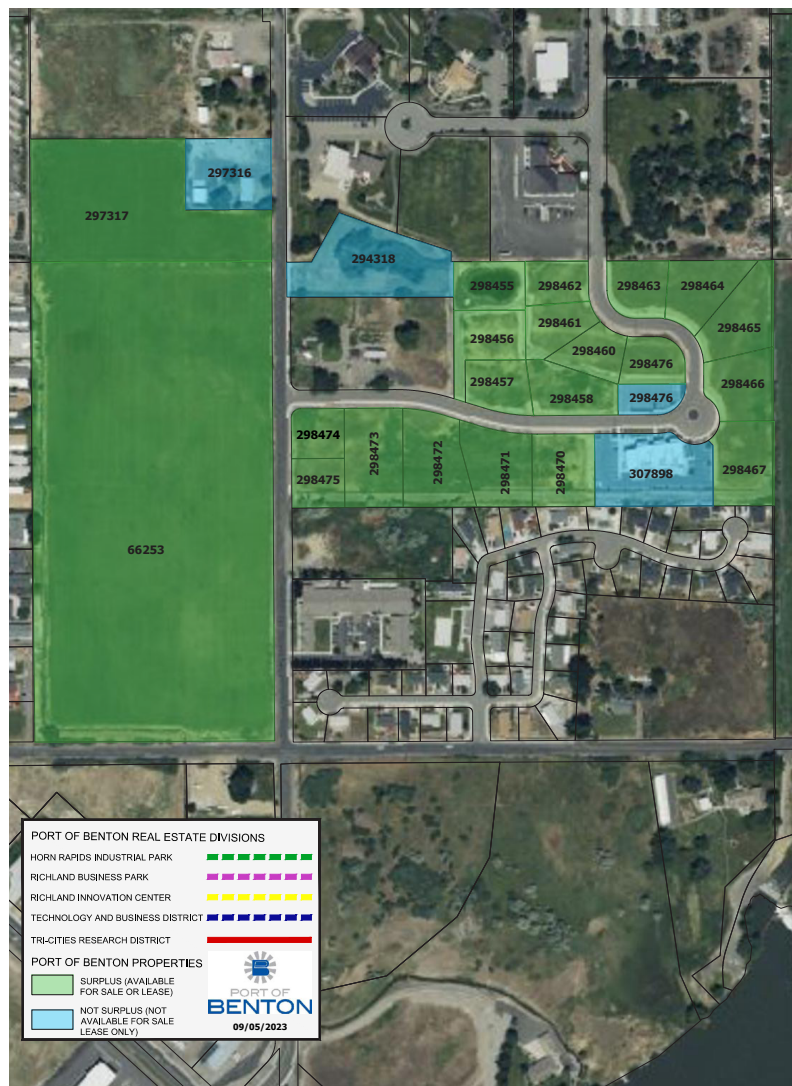 297316
297317
294318
298455
298462
298463
298464
298461
298465
298456
298460
298476
298466
298457
298458
298476
298474
298473
298472
298471
298470
307898
298467
298475
66253
PORT OF BENTON REAL ESTATE DIVISIONS
HORN RAPIDS INDUSTRIAL PARK
RICHLAND BUSINESS PARK
RICHLAND INNOVATION CENTER
TECHNOLOGY AND BUSINESS DISTRICT
TRI-CITIES RESEARCH DISTRICT
PORT OF BENTON PROPERTIES
SURPLUS (AVAILABLE
FOR SALE OR LEASE)
NOT SURPLUS (NOT
AVAILABLE FOR SALE
LEASE ONLY)
PORT OF
BENTON
09/05/2023